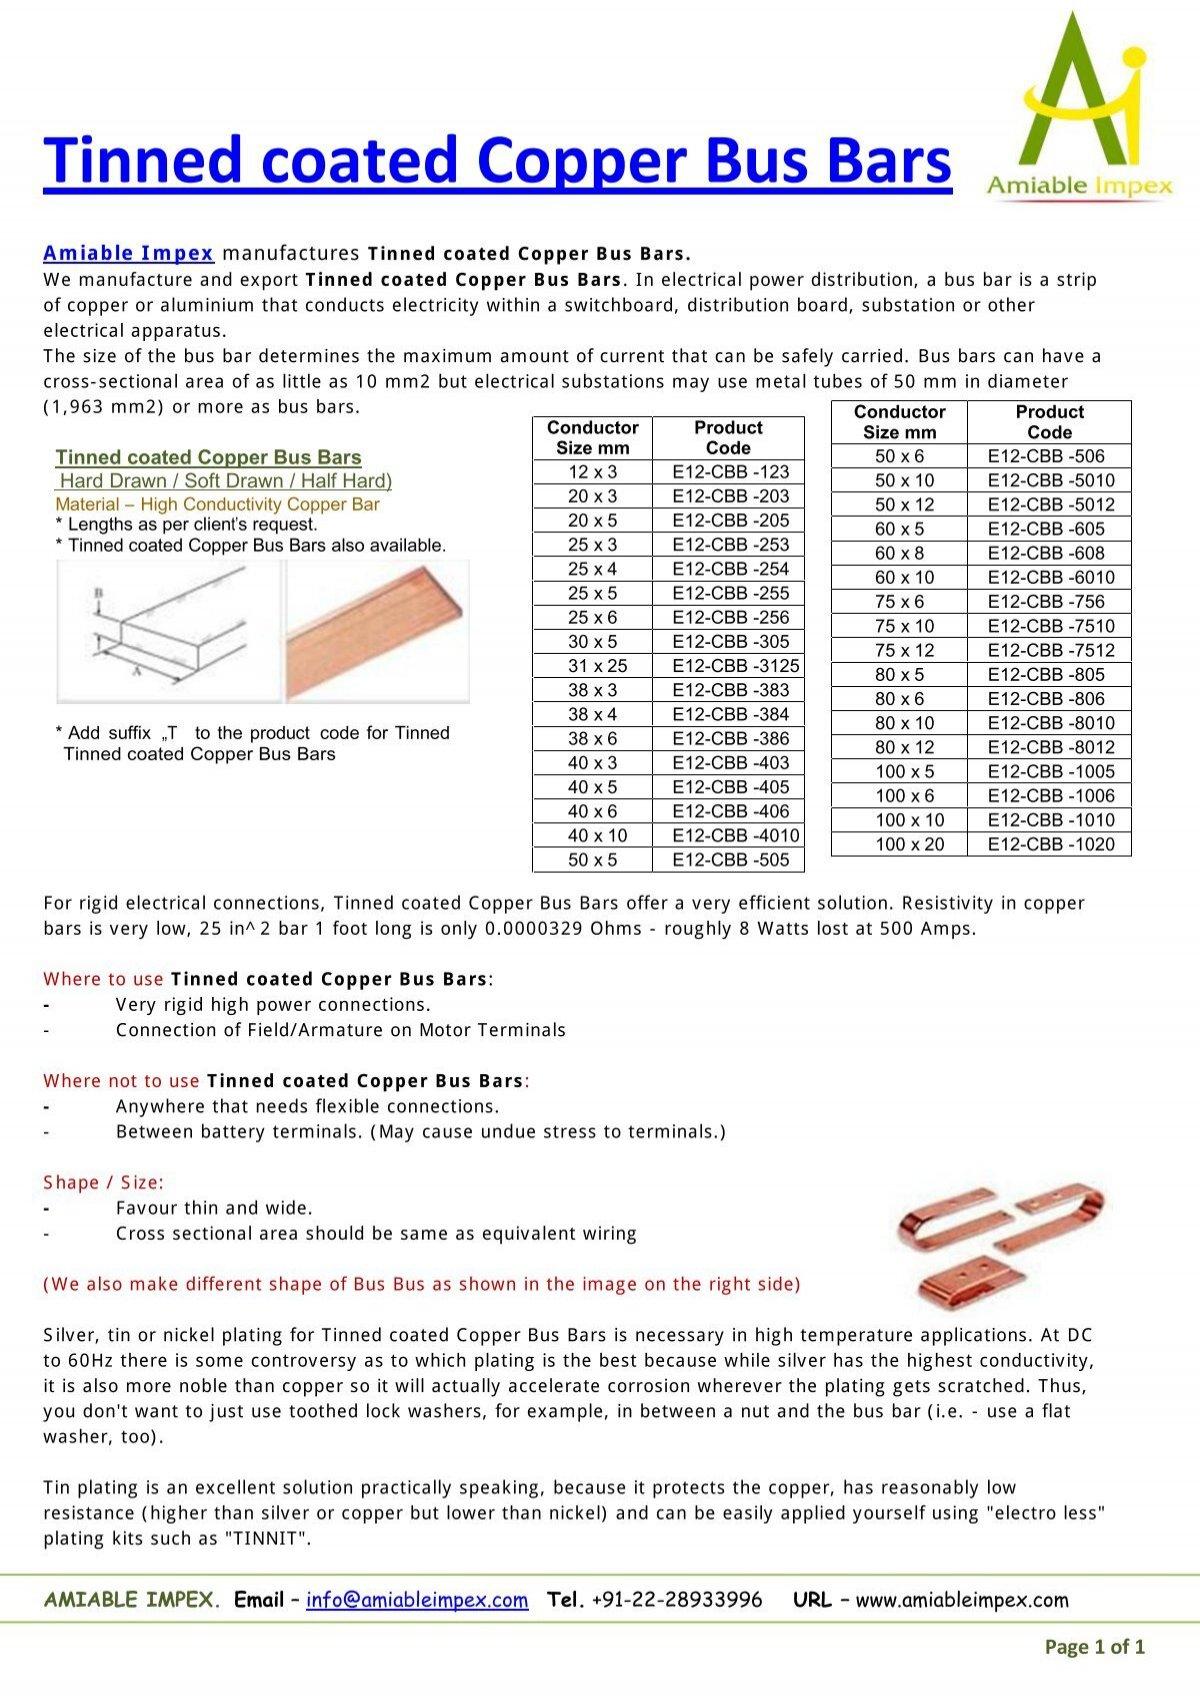 Ai
Amiable Impex
Tinned coated Copper Bus Bars
Amiable Impex manufactures Tinned coated Copper Bus Bars.
We manufacture and export Tinned coated Copper Bus Bars. In electrical power distribution, a bus bar is a strip
of copper or aluminium that conducts electricity within a switchboard, distribution board, substation or other
electrical apparatus.
The size of the bus bar determines the maximum amount of current that can be safely carried. Bus bars can have a
cross-sectional area of as little as 10 mm2 but electrical substations may use metal tubes of 50 mm in diameter
(1,963 mm2) or more as bus bars.
Tinned coated Copper Bus Bars
Hard Drawn / Soft Drawn / Half Hard)
Material – High Conductivity Copper Bar
* Lengths as per client's request.
* Tinned coated Copper Bus Bars also available.
B
A
* Add suffix „T to the product code for Tinned
Tinned coated Copper Bus Bars
Conductor Product
Size mm Code
12 x 3 E12-CBB -123
20 x 3 E12-CBB -203
20 x 5 E12-CBB -205
25 x 3 E12-CBB -253
25 x 4 E12-CBB -254
25 x 5 E12-CBB -255
25 x 6 E12-CBB -256
30 x 5 E12-CBB -305
31 x 25 E12-CBB -3125
38 x 3 E12-CBB -383
38 x 4 E12-CBB -384
38 x 6 E12-CBB -386
40 x 3 E12-CBB -403
40 x 5 E12-CBB -405
40 x 6 E12-CBB -406
40 x 10 E12-CBB -4010
50 x 5 E12-CBB -505
Conductor Product
Size mm Code
50 x 6 E12-CBB -506
50 x 10 E12-CBB -5010
50 x 12 E12-CBB -5012
60 x 5 E12-CBB -605
60 x 8 E12-CBB -608
60 x 10 E12-CBB -6010
75 x 6 E12-CBB -756
75 x 10 E12-CBB -7510
75 x 12 E12-CBB -7512
80 x 5 E12-CBB -805
80 x 6 E12-CBB -806
80 x 10 E12-CBB -8010
80 x 12 E12-CBB -8012
100 x 5 E12-CBB -1005
100 x 6 E12-CBB -1006
100 x 10 E12-CBB -1010
100 x 20 E12-CBB -1020
For rigid electrical connections, Tinned coated Copper Bus Bars offer a very efficient solution. Resistivity in copper
bars is very low, 25 in^2 bar 1 foot long is only 0.0000329 Ohms - roughly 8 Watts lost at 500 Amps.
Where to use Tinned coated Copper Bus Bars:
- Very rigid high power connections.
- Connection of Field/Armature on Motor Terminals
Where not to use Tinned coated Copper Bus Bars:
- Anywhere that needs flexible connections.
- Between battery terminals. (May cause undue stress to terminals.)
Shape / Size:
- Favour thin and wide.
- Cross sectional area should be same as equivalent wiring
(We also make different shape of Bus Bus as shown in the image on the right side)
Silver, tin or nickel plating for Tinned coated Copper Bus Bars is necessary in high temperature applications. At DC
to 60Hz there is some controversy as to which plating is the best because while silver has the highest conductivity,
it is also more noble than copper so it will actually accelerate corrosion wherever the plating gets scratched. Thus,
you don't want to just use toothed lock washers, for example, in between a nut and the bus bar (i.e. - use a flat
washer, too).
Tin plating is an excellent solution practically speaking, because it protects the copper, has reasonably low
resistance (higher than silver or copper but lower than nickel) and can be easily applied yourself using "electro less"
plating kits such as "TINNIT".
AMIABLE IMPEX. Email – info@amiableimpex.com Tel. +91-22-28933996 URL – www.amiableimpex.com
Page 1 of 1